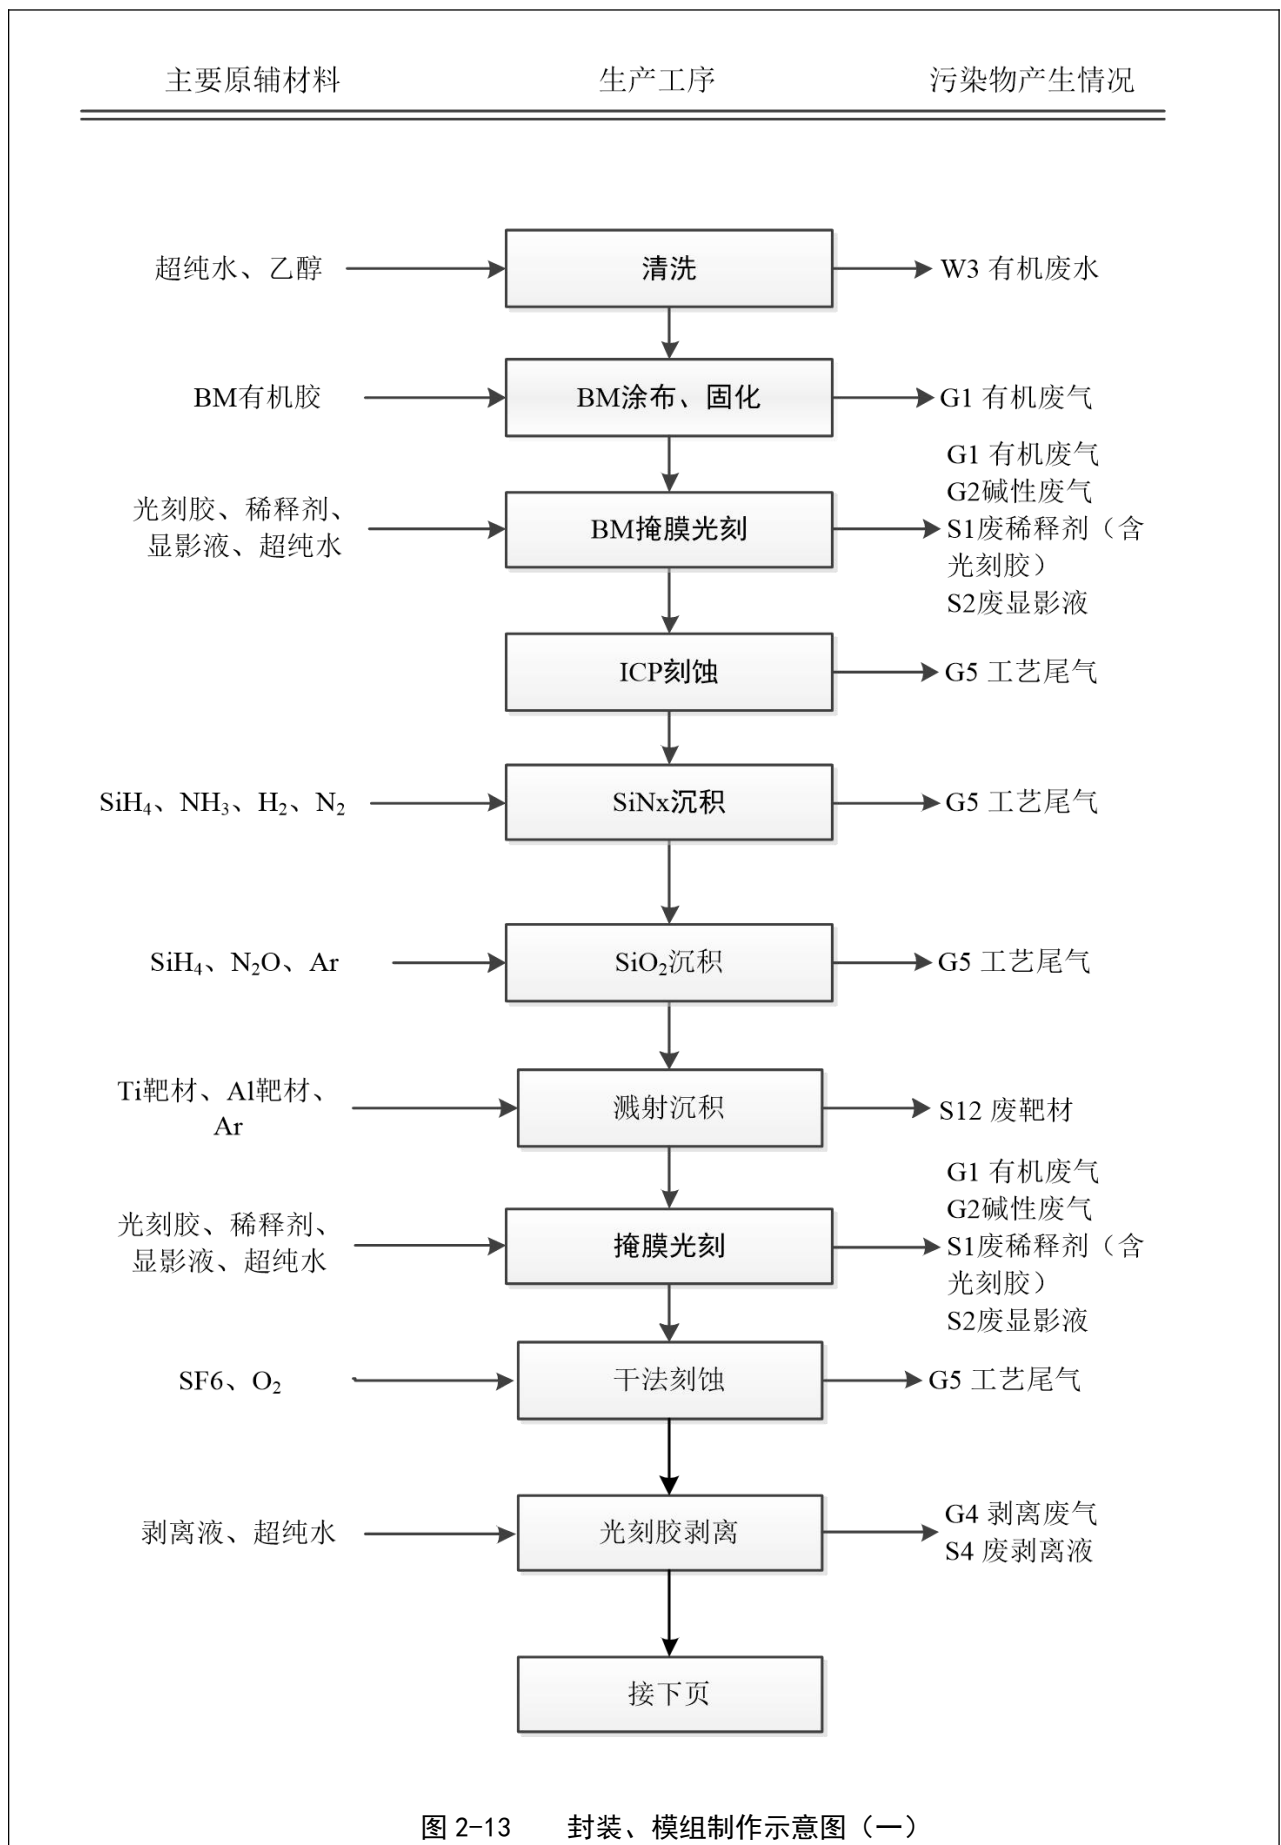 主要原辅材料 生产工序 污染物产生情况
超纯水、乙醇 清洗 W3 有机废水
BM有机胶 BM涂布、固化 G1 有机废气
光刻胶、稀释剂、
显影液、超纯水
BM掩膜光刻
G1 有机废气
G2碱性废气
S1废稀释剂（含
光刻胶）
S2废显影液
ICP刻蚀 G5 工艺尾气
SiH₄、NH₃、H₂、N₂ SiNx沉积 G5 工艺尾气
SiH₄、N₂O、Ar SiO₂沉积 G5 工艺尾气
Ti靶材、Al靶材、
Ar
溅射沉积 S12 废靶材
光刻胶、稀释剂、
显影液、超纯水
掩膜光刻
G1 有机废气
G2碱性废气
S1废稀释剂（含
光刻胶）
S2废显影液
SF6、O₂ 干法刻蚀 G5 工艺尾气
剥离液、超纯水 光刻胶剥离
G4 剥离废气
S4 废剥离液
接下页
图 2-13 封装、模组制作示意图（一）